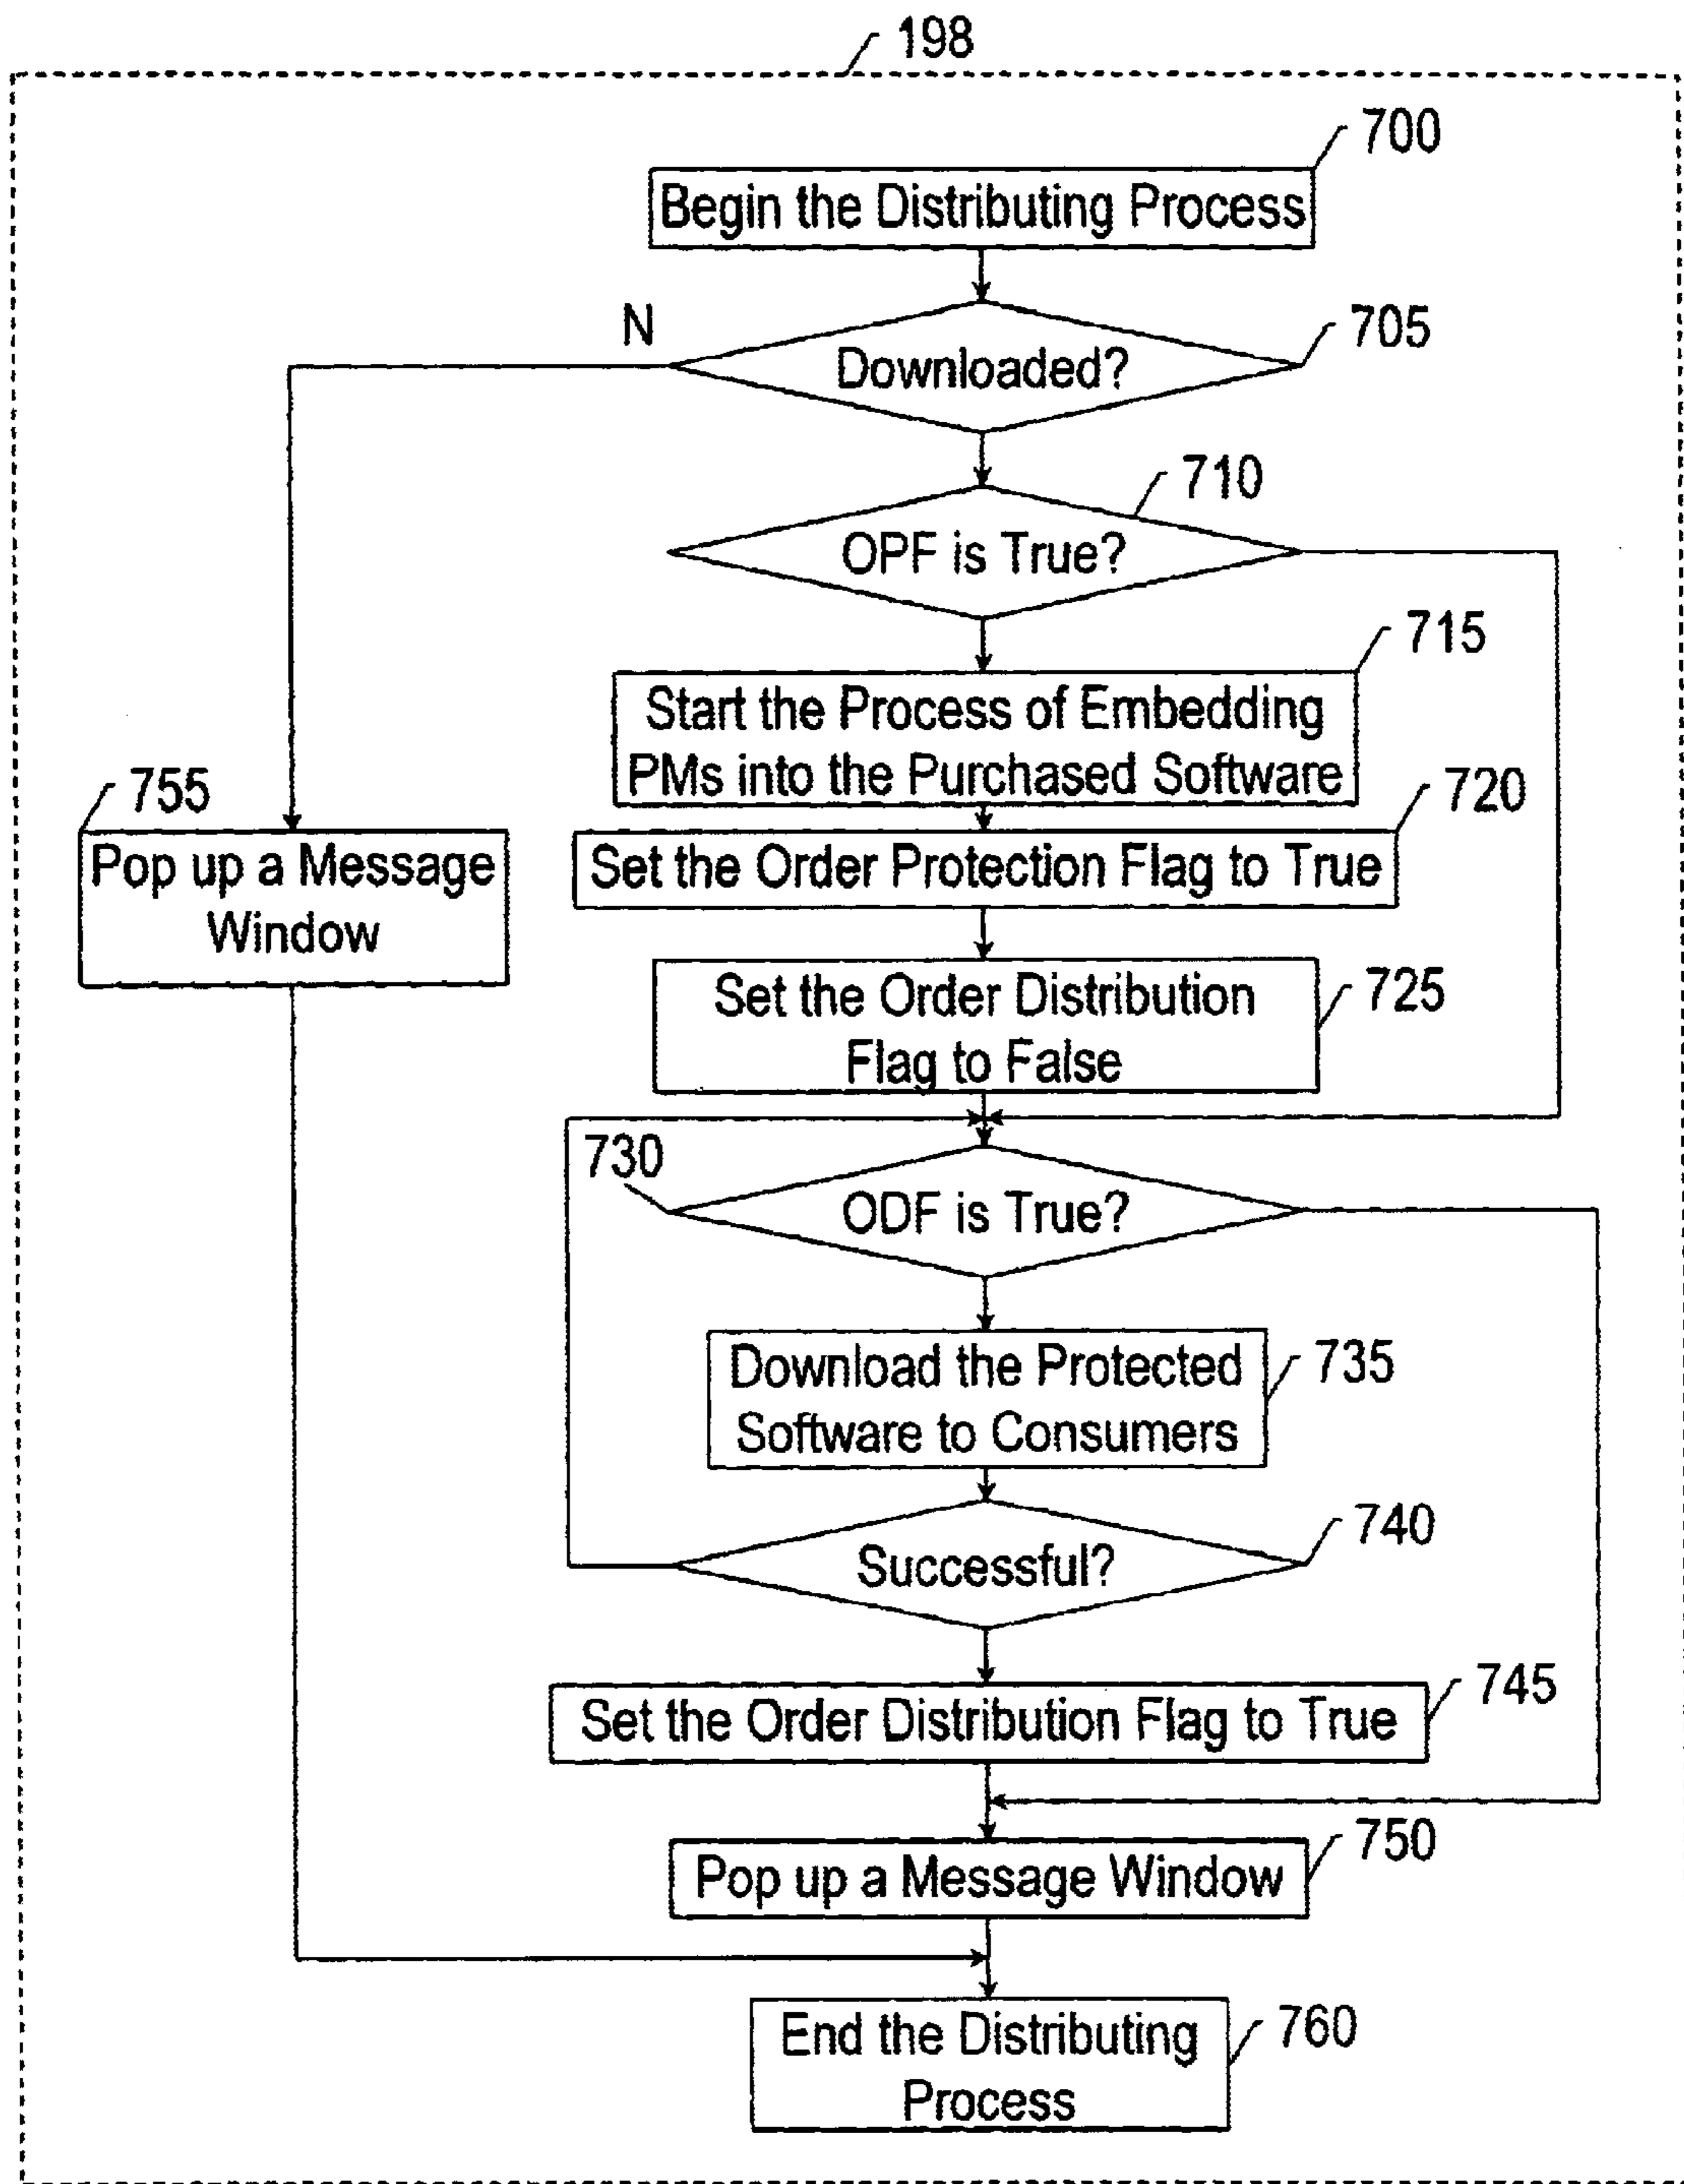 198
700
Begin the Distributing Process
N
705
Downloaded?
710
OPF is True?
715
Start the Process of Embedding
PMs into the Purchased Software
755
720
Pop up a Message
Window
Set the Order Protection Flag to True
Set the Order Distribution
Flag to False
725
730
ODF is True?
Download the Protected
Software to Consumers
735
740
Successful?
745
Set the Order Distribution Flag to True
750
Pop up a Message Window
End the Distributing
Process
760